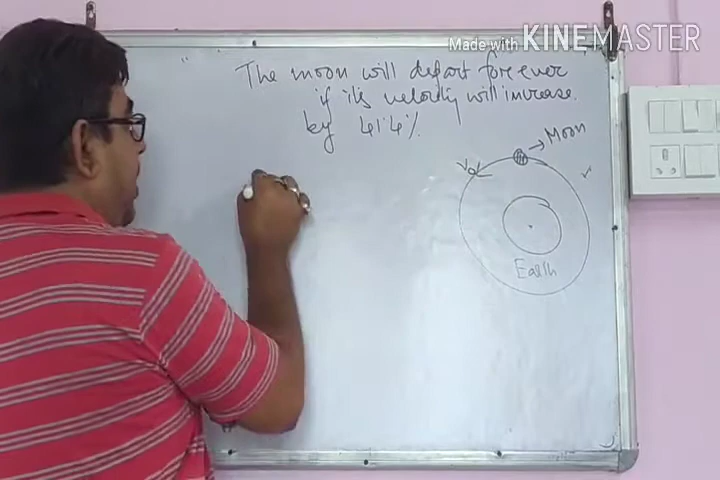 Made with KINEMASTER
The moon will depart forever
if its velocity will increase
by 41.4%.
Moon
Earth